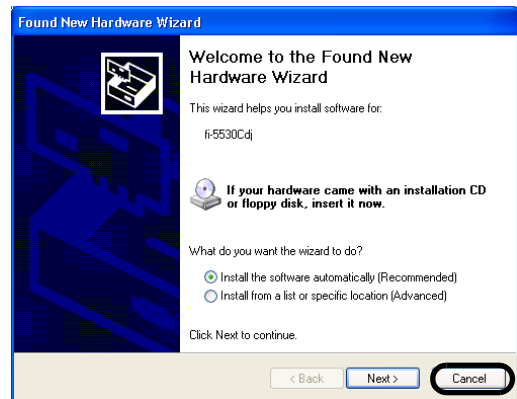 Found New Hardware Wizard
Welcome to the Found New
Hardware Wizard
This wizard helps you install software for:
fi-5530Cdj
If your hardware came with an installation CD
or floppy disk, insert it now.
What do you want the wizard to do?
Install the software automatically (Recommended)
Install from a list or specific location (Advanced)
Click Next to continue.
< Back
Next >
Cancel